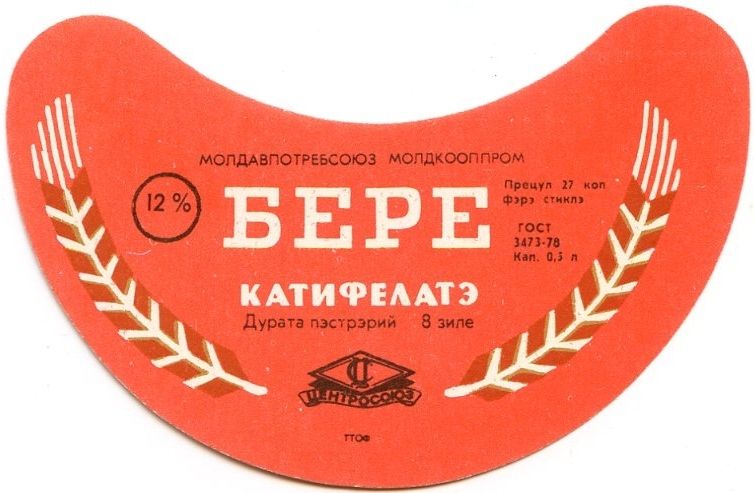 МОЛДАВПОТРЕБСОЮЗ МОЛДКООППРОМ
12 %
БЕРЕ
Прецул 27 коп
фэрэ стиклэ
ГОСТ
3473-78
Кап. 0,5 л
КАТИФЕЛАТЭ
Дурата пэстрэрий 8 зиле
ЦЕНТРОСОЮЗ
ТТОФ